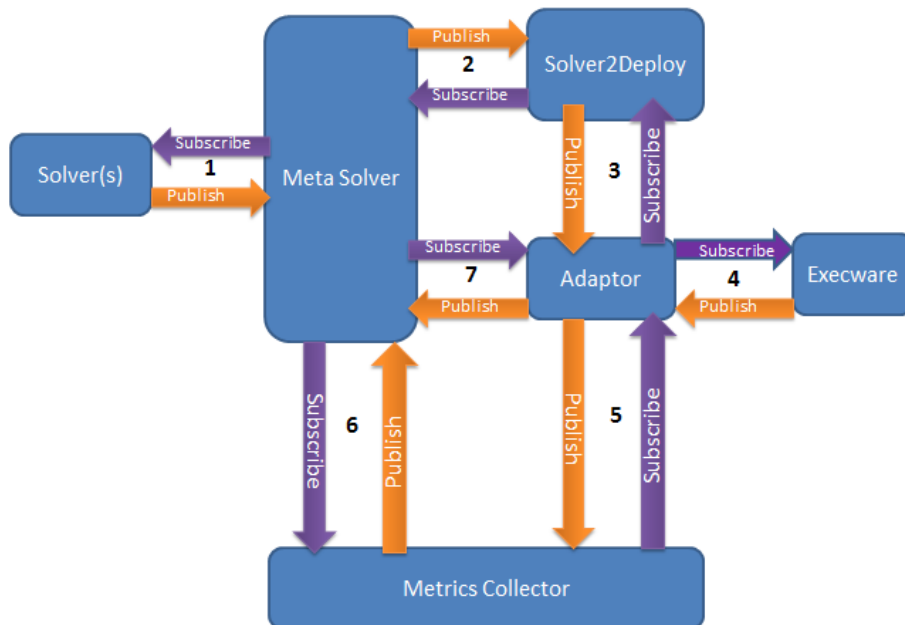 Publish
2
Solver2Deploy
Subscribe
Subscribe
1
Solver(s)
Publish
Meta Solver
Publish
3
Subscribe
Subscribe
7
Publish
Adaptor
Subscribe
4
Publish
Execware
Subscribe
6
Publish
Publish
5
Subscribe
Metrics Collector